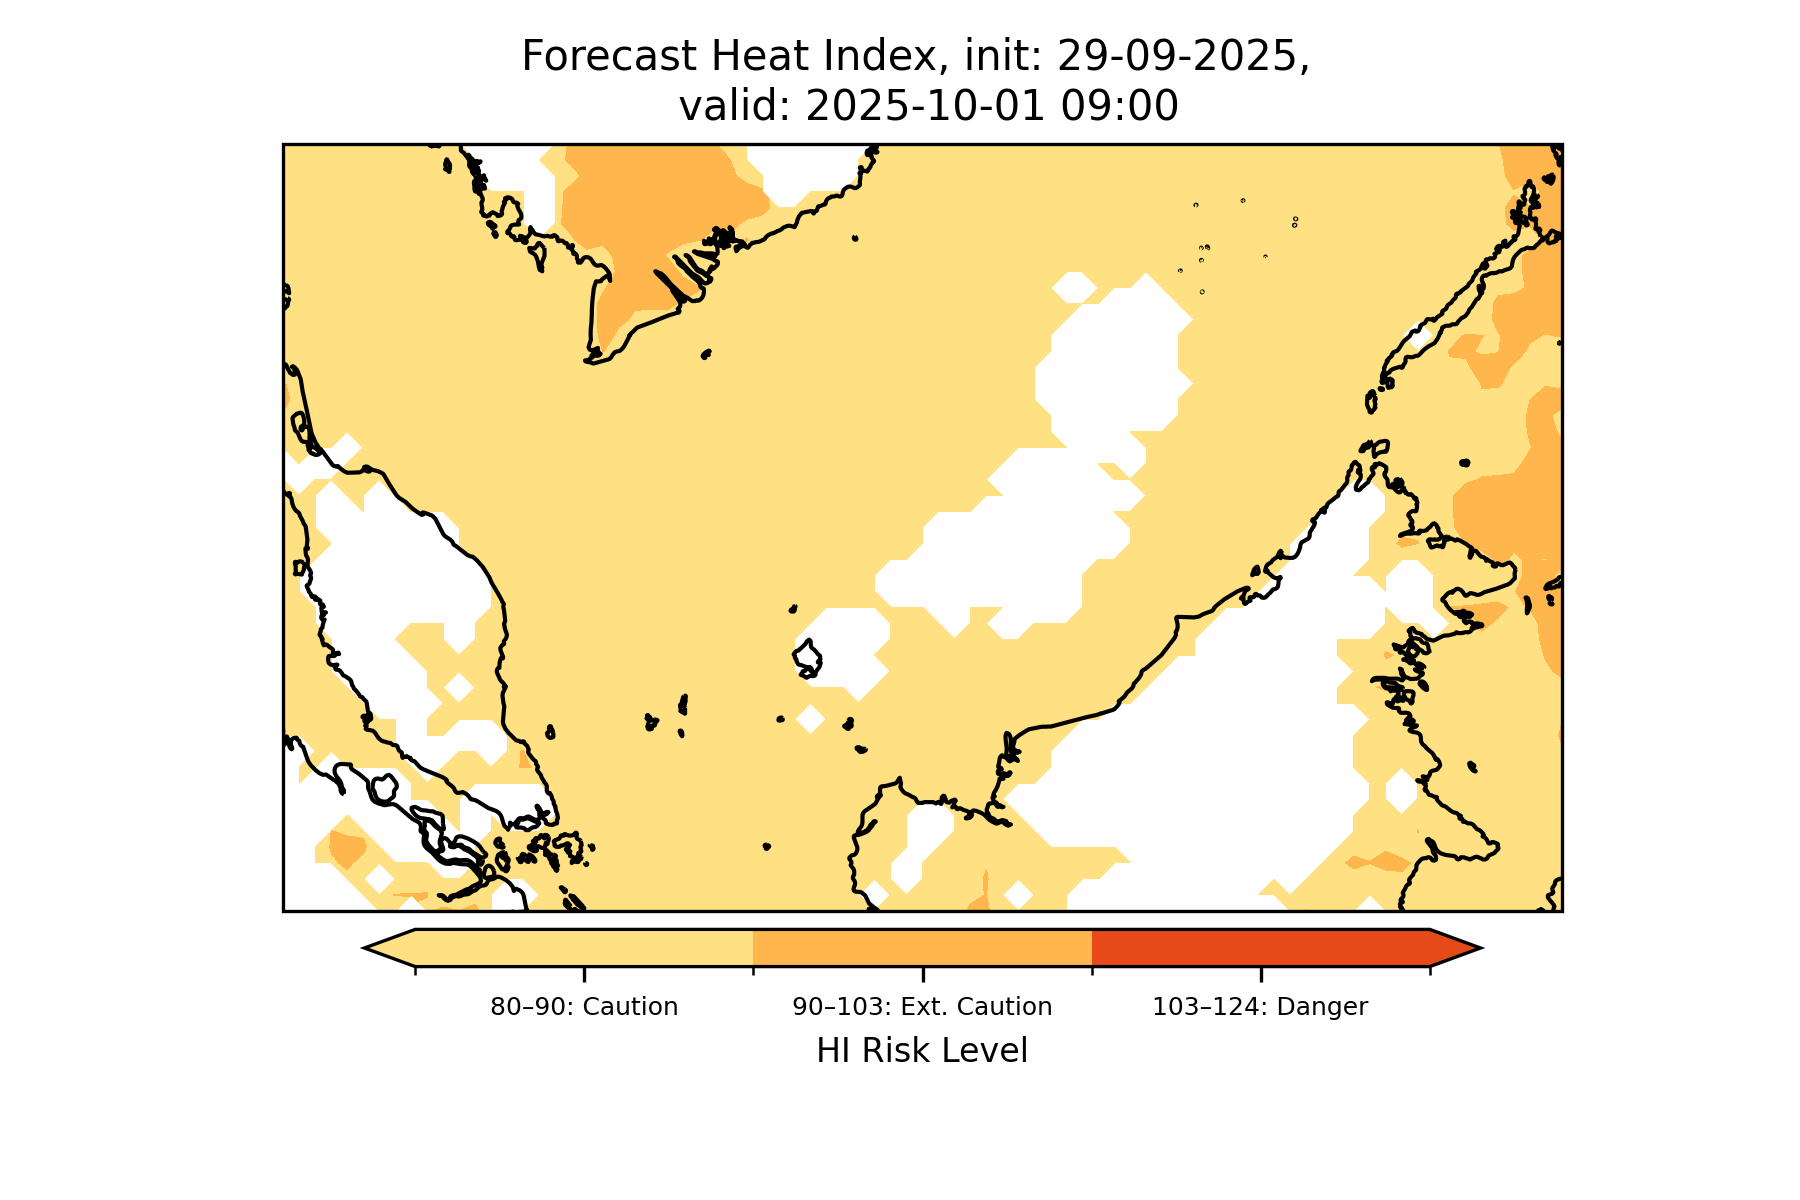 Forecast Heat Index, init: 29-09-2025,
valid: 2025-10-01 09:00
80–90: Caution
90–103: Ext. Caution
103–124: Danger
HI Risk Level